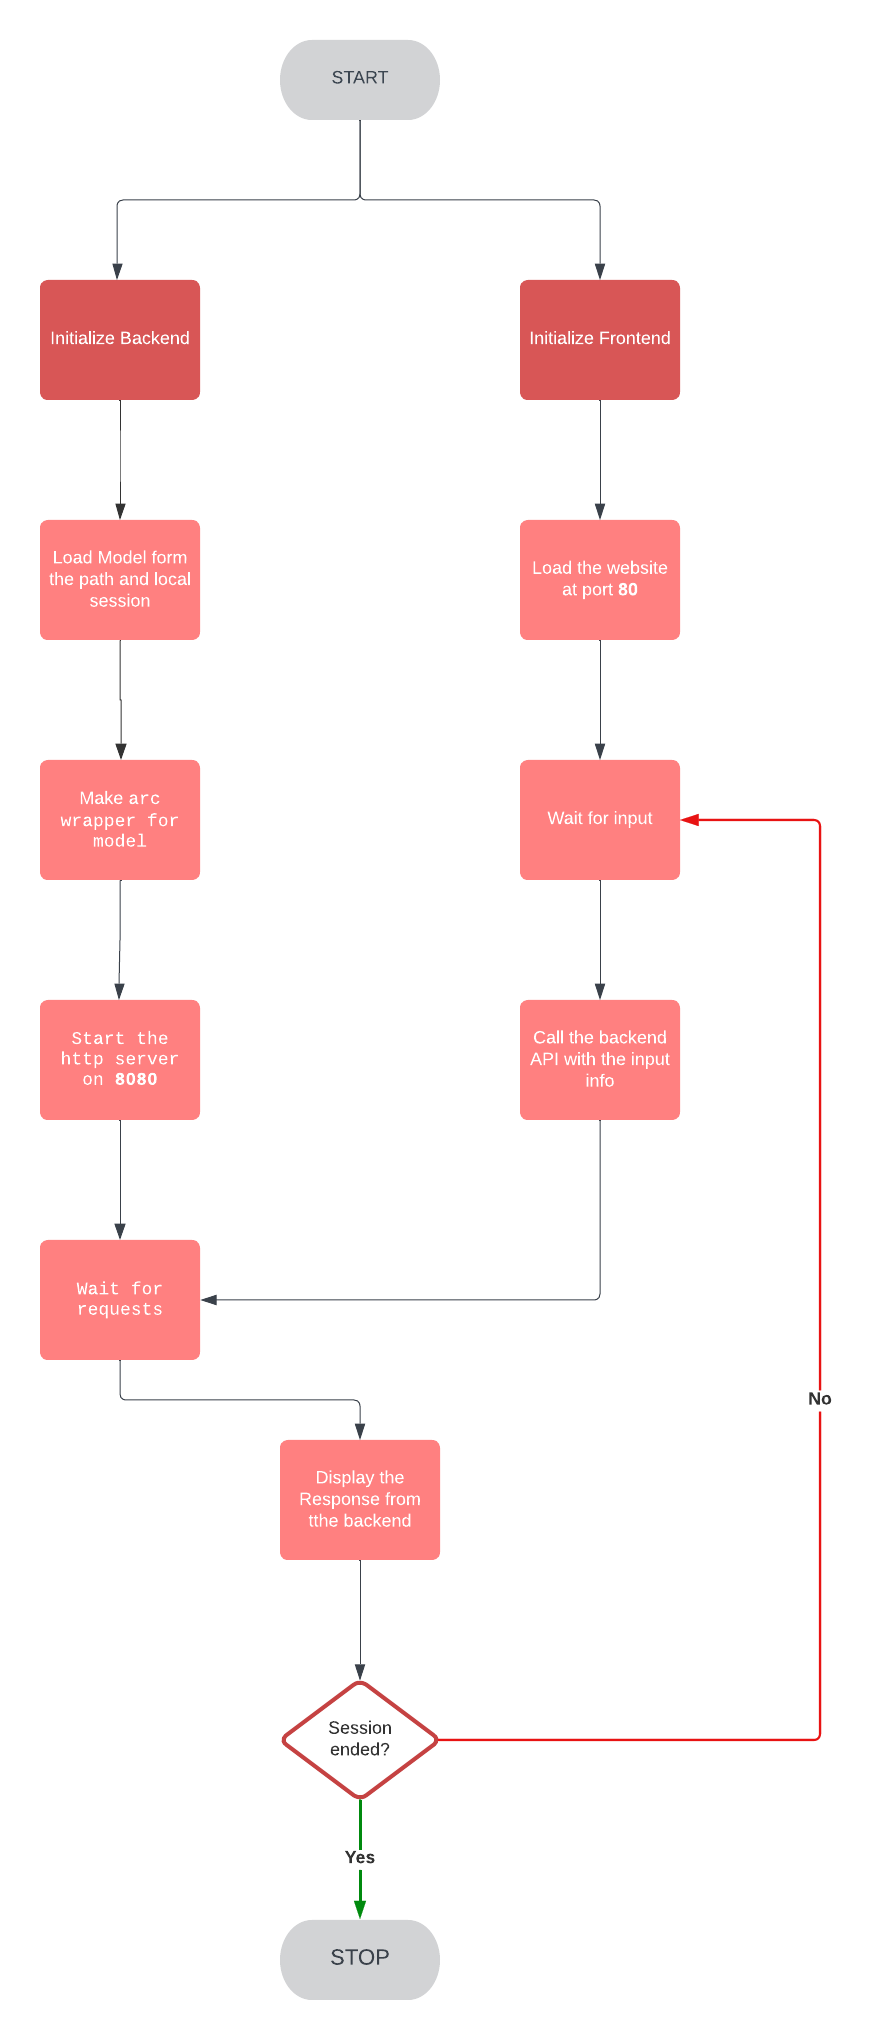 START
Initialize Backend
Initialize Frontend
Load Model form
the path and local
session
Load the website
at port 80
Make arc
wrapper for
model
Wait for input
Start the
http server
on 8080
Call the backend
API with the input
info
Wait for
requests
No
Display the
Response from
tthe backend
Session
ended?
Yes
STOP